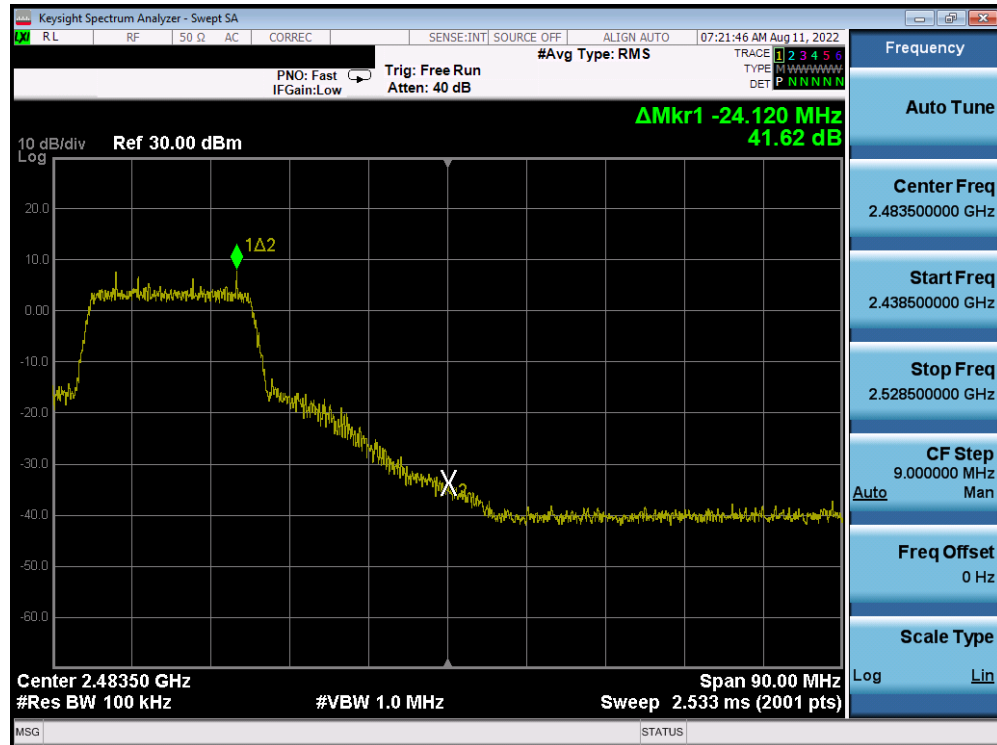 Keysight Spectrum Analyzer - Swept SA
LXI RL RF 50 Ω AC CORREC SENSE:INT SOURCE OFF ALIGN AUTO 07:21:46 AM Aug 11, 2022
#Avg Type: RMS
PNO: Fast
IFGain:Low
Trig: Free Run
Atten: 40 dB
TRACE 1 2 3 4 5 6
TYPE M WWWWW
DET P N N N N N
ΔMkr1 -24.120 MHz
41.62 dB
10 dB/div Ref 30.00 dBm
Log
20.0
10.0
0.00
-10.0
-20.0
-30.0
-40.0
-50.0
-60.0
1Δ2
Center 2.48350 GHz
Span 90.00 MHz
#Res BW 100 kHz
#VBW 1.0 MHz
Sweep 2.533 ms (2001 pts)
MSG
STATUS
Frequency
Auto Tune
Center Freq
2.483500000 GHz
Start Freq
2.438500000 GHz
Stop Freq
2.528500000 GHz
CF Step
9.000000 MHz
Auto Man
Freq Offset
0 Hz
Scale Type
Log Lin